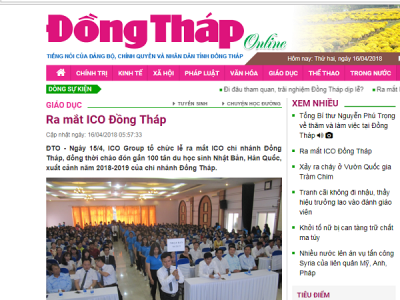 Đồng Tháp Online
TIẾNG NÓI CỦA ĐẢNG BỘ, CHÍNH QUYỀN VÀ NHÂN DÂN TỈNH ĐỒNG THÁP
Hôm nay: Thứ hai, ngày 16/04/2018
CHÍNH TRỊ KINH TẾ XÃ HỘI PHÁP LUẬT VĂN HÓA GIÁO DỤC THỂ THAO TRONG NƯỚC
DÒNG SỰ KIỆN
Đi đâu tham quan, trải nghiệm Đồng Tháp dịp lễ?
Ra mắt I
GIÁO DỤC
TUYỂN SINH
CHUYỆN HỌC ĐƯỜNG
Ra mắt ICO Đồng Tháp
Cập nhật ngày: 16/04/2018 05:57:33
ĐTO - Ngày 15/4, ICO Group tổ chức lễ ra mắt ICO chi nhánh Đồng
Tháp, đồng thời chào đón gần 100 tân du học sinh Nhật Bản, Hàn Quốc,
xuất cảnh năm 2018-2019 của chi nhánh Đồng Tháp.
XEM NHIỀU
Tổng Bí thư Nguyễn Phú Trọng
về thăm và làm việc tại Đồng
Tháp
Ra mắt ICO Đồng Tháp
Xảy ra cháy ở Vườn Quốc gia
Tràm Chim
Tranh cãi không đi nhậu, thầy
hiệu trưởng lao vào đánh giáo
viên
Khởi tố nữ bị can tàng trữ chất
ma túy
Nhiều nước lên án vụ tấn công
Syria của liên quân Mỹ, Anh,
Pháp
TIÊU ĐIỂM